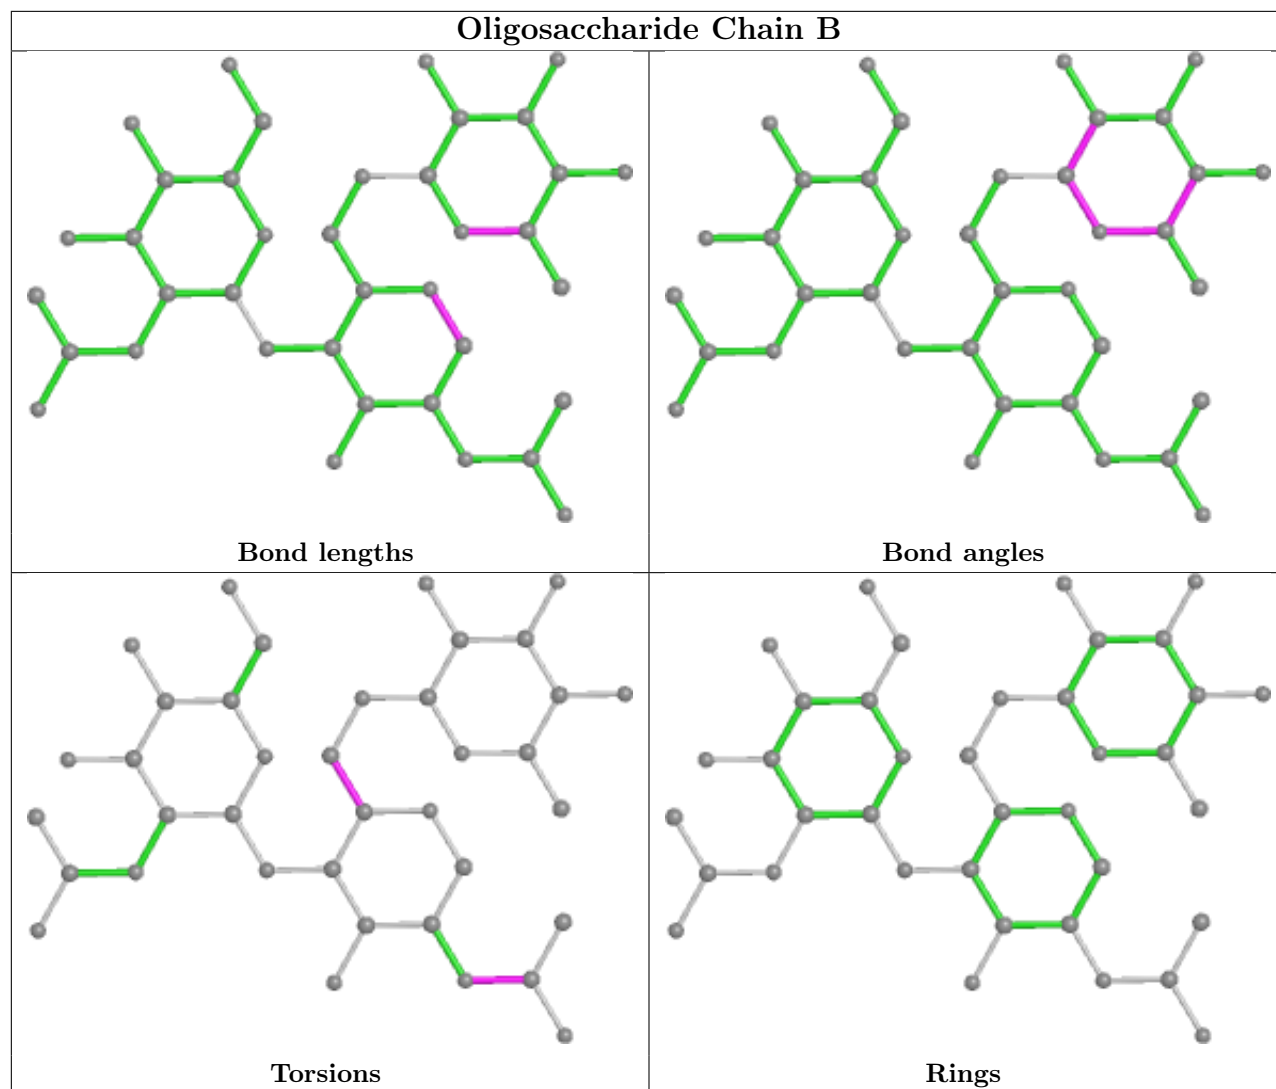 Oligosaccharide Chain B
Bond lengths
Bond angles
Torsions
Rings